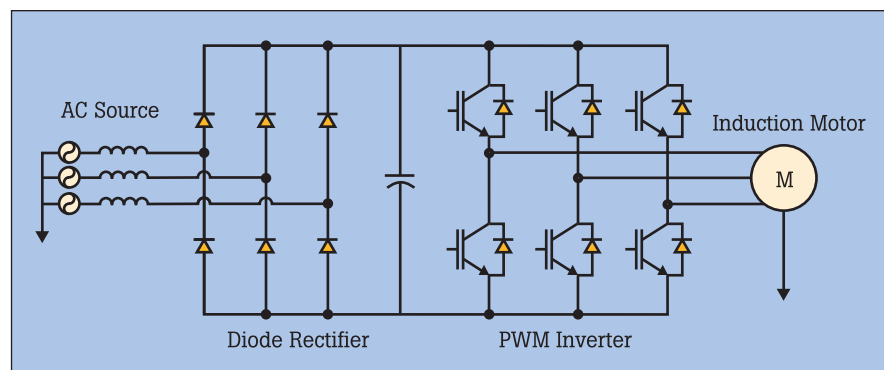 AC Source
Induction Motor
M
Diode Rectifier
PWM Inverter